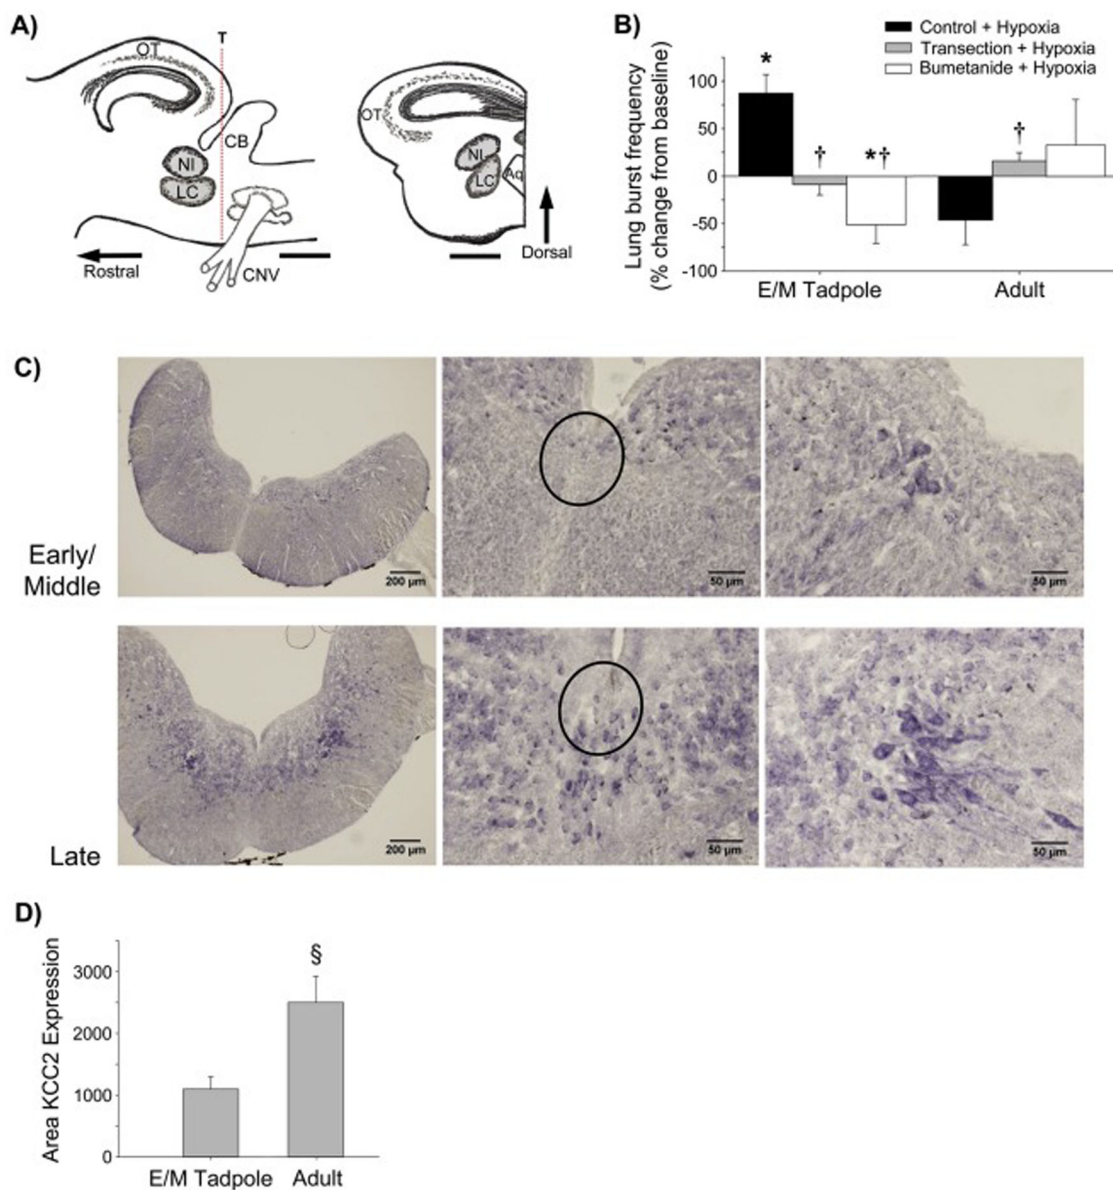 A)
OT
T
CB
NI
LC
Rostral
CNV
OT
NI
LC
Aq
Dorsal
B)
Control + Hypoxia
Transection + Hypoxia
Bumetanide + Hypoxia
Lung burst frequency
(% change from baseline)
100
50
0
-50
-100
*
†
*†
†
E/M Tadpole
Adult
C)
Early/
Middle
200 µm
50 µm
50 µm
Late
200 µm
50 µm
50 µm
D)
Area KCC2 Expression
3000
2000
1000
0
§
E/M Tadpole
Adult